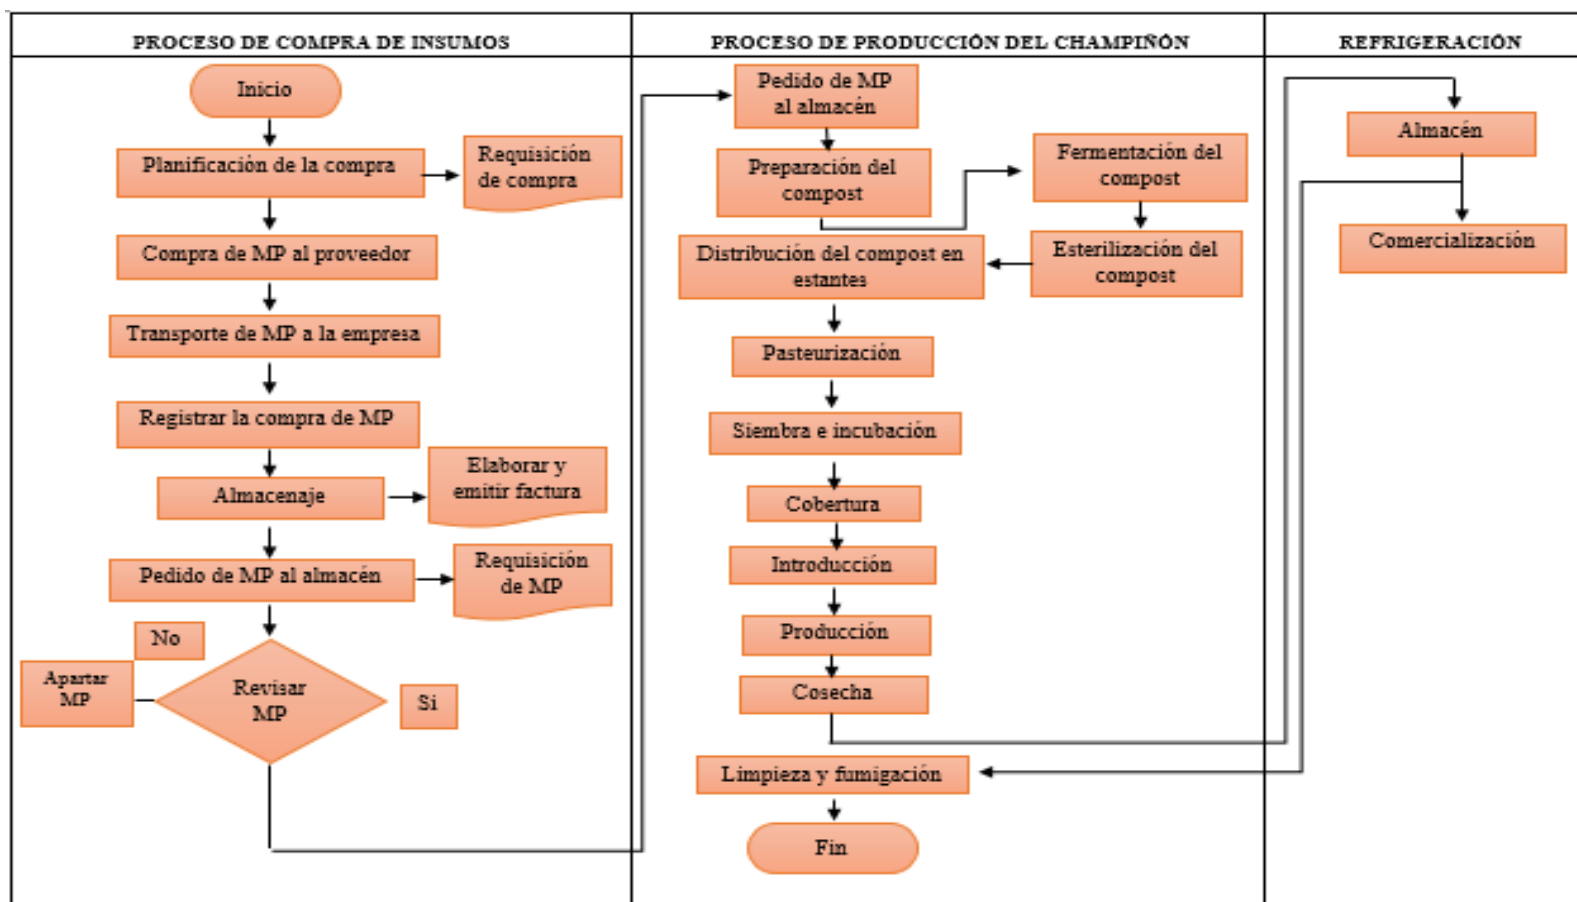 PROCESO DE COMPRA DE INSUMOS
Inicio
Planificación de la compra
Requisición
de compra
Compra de MP al proveedor
Transporte de MP a la empresa
Registrar la compra de MP
Almacenaje
Elaborar y
emitir factura
Pedido de MP al almacén
Requisición
de MP
No
Apartar
MP
Revisar
MP
Si
PROCESO DE PRODUCCIÓN DEL CHAMPIÑÓN
Pedido de MP
al almacén
Preparación del
compost
Fermentación del
compost
Esterilización del
compost
Distribución del compost en
estantes
Pasteurización
Siembra e incubación
Cobertura
Introducción
Producción
Cosecha
Limpieza y fumigación
Fin
REFRIGERACIÓN
Almacén
Comercialización